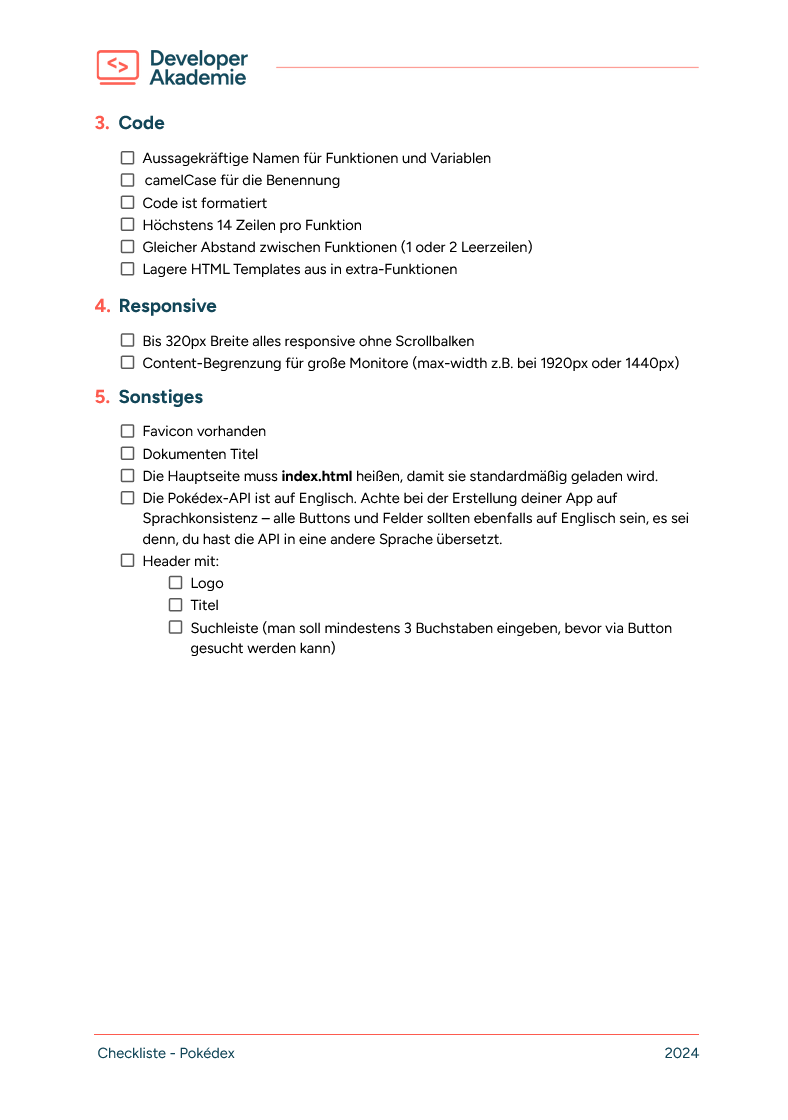 Developer
Akademie
3. Code
Aussagekräftige Namen für Funktionen und Variablen
camelCase für die Benennung
Code ist formatiert
Höchstens 14 Zeilen pro Funktion
Gleicher Abstand zwischen Funktionen (1 oder 2 Leerzeilen)
Lagere HTML Templates aus in extra-Funktionen
4. Responsive
Bis 320px Breite alles responsive ohne Scrollbalken
Content-Begrenzung für große Monitore (max-width z.B. bei 1920px oder 1440px)
5. Sonstiges
Favicon vorhanden
Dokumenten Titel
Die Hauptseite muss index.html heißen, damit sie standardmäßig geladen wird.
Die Pokédex-API ist auf Englisch. Achte bei der Erstellung deiner App auf
Sprachkonsistenz – alle Buttons und Felder sollten ebenfalls auf Englisch sein, es sei
denn, du hast die API in eine andere Sprache übersetzt.
Header mit:
Logo
Titel
Suchleiste (man soll mindestens 3 Buchstaben eingeben, bevor via Button
gesucht werden kann)
Checkliste - Pokédex 2024